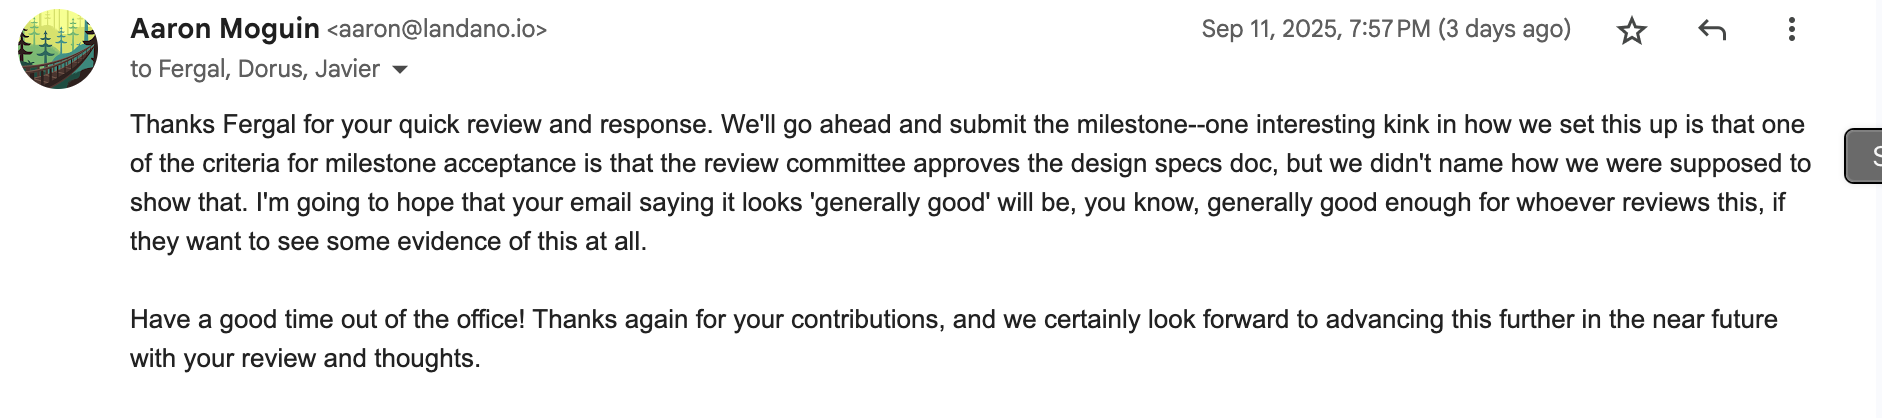 Aaron Moguin <aaron@landano.io>
Sep 11, 2025, 7:57 PM (3 days ago)
to Fergal, Dorus, Javier
Thanks Fergal for your quick review and response. We'll go ahead and submit the milestone--one interesting kink in how we set this up is that one
of the criteria for milestone acceptance is that the review committee approves the design specs doc, but we didn't name how we were supposed to
show that. I'm going to hope that your email saying it looks 'generally good' will be, you know, generally good enough for whoever reviews this, if
they want to see some evidence of this at all.
Have a good time out of the office! Thanks again for your contributions, and we certainly look forward to advancing this further in the near future
with your review and thoughts.